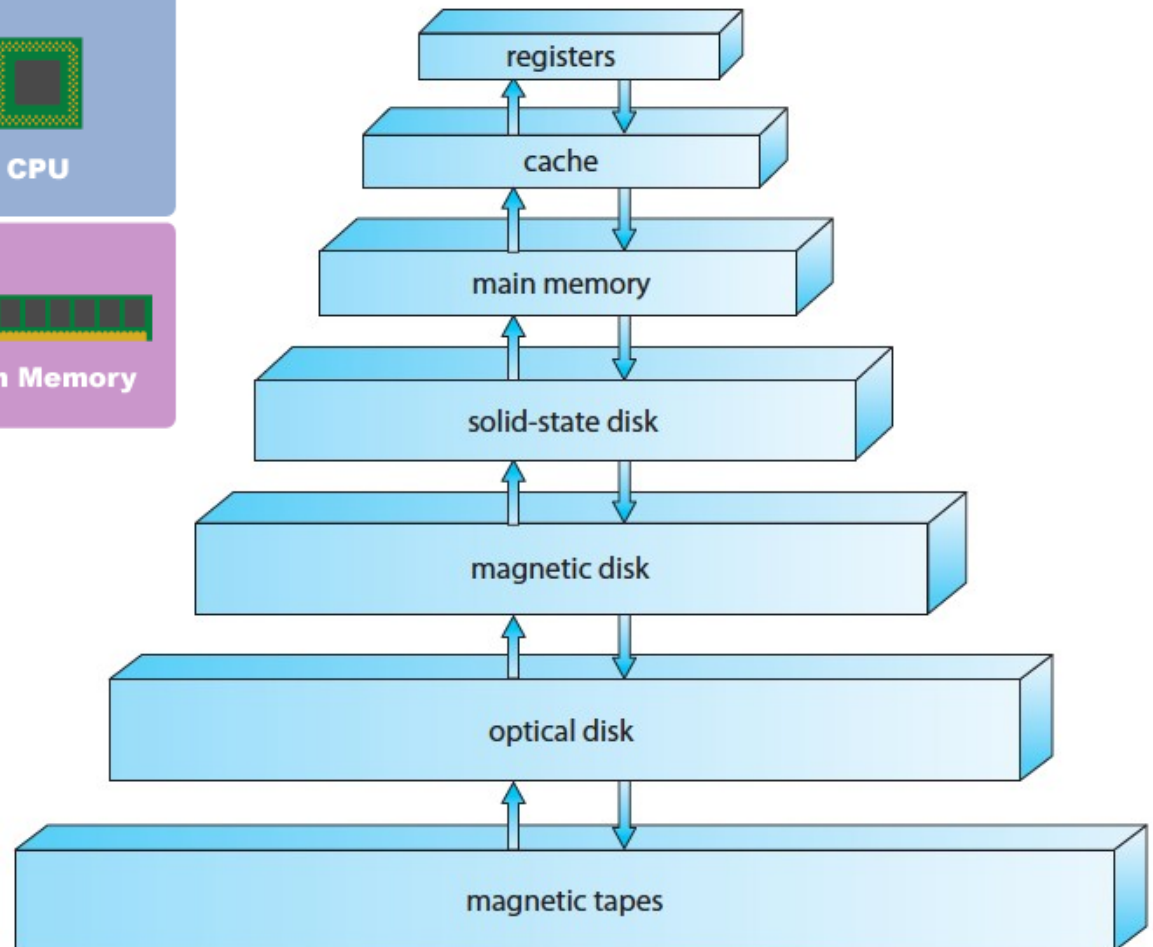 registers
CPU
cache
main memory
n Memory
solid-state disk
magnetic disk
optical disk
magnetic tapes